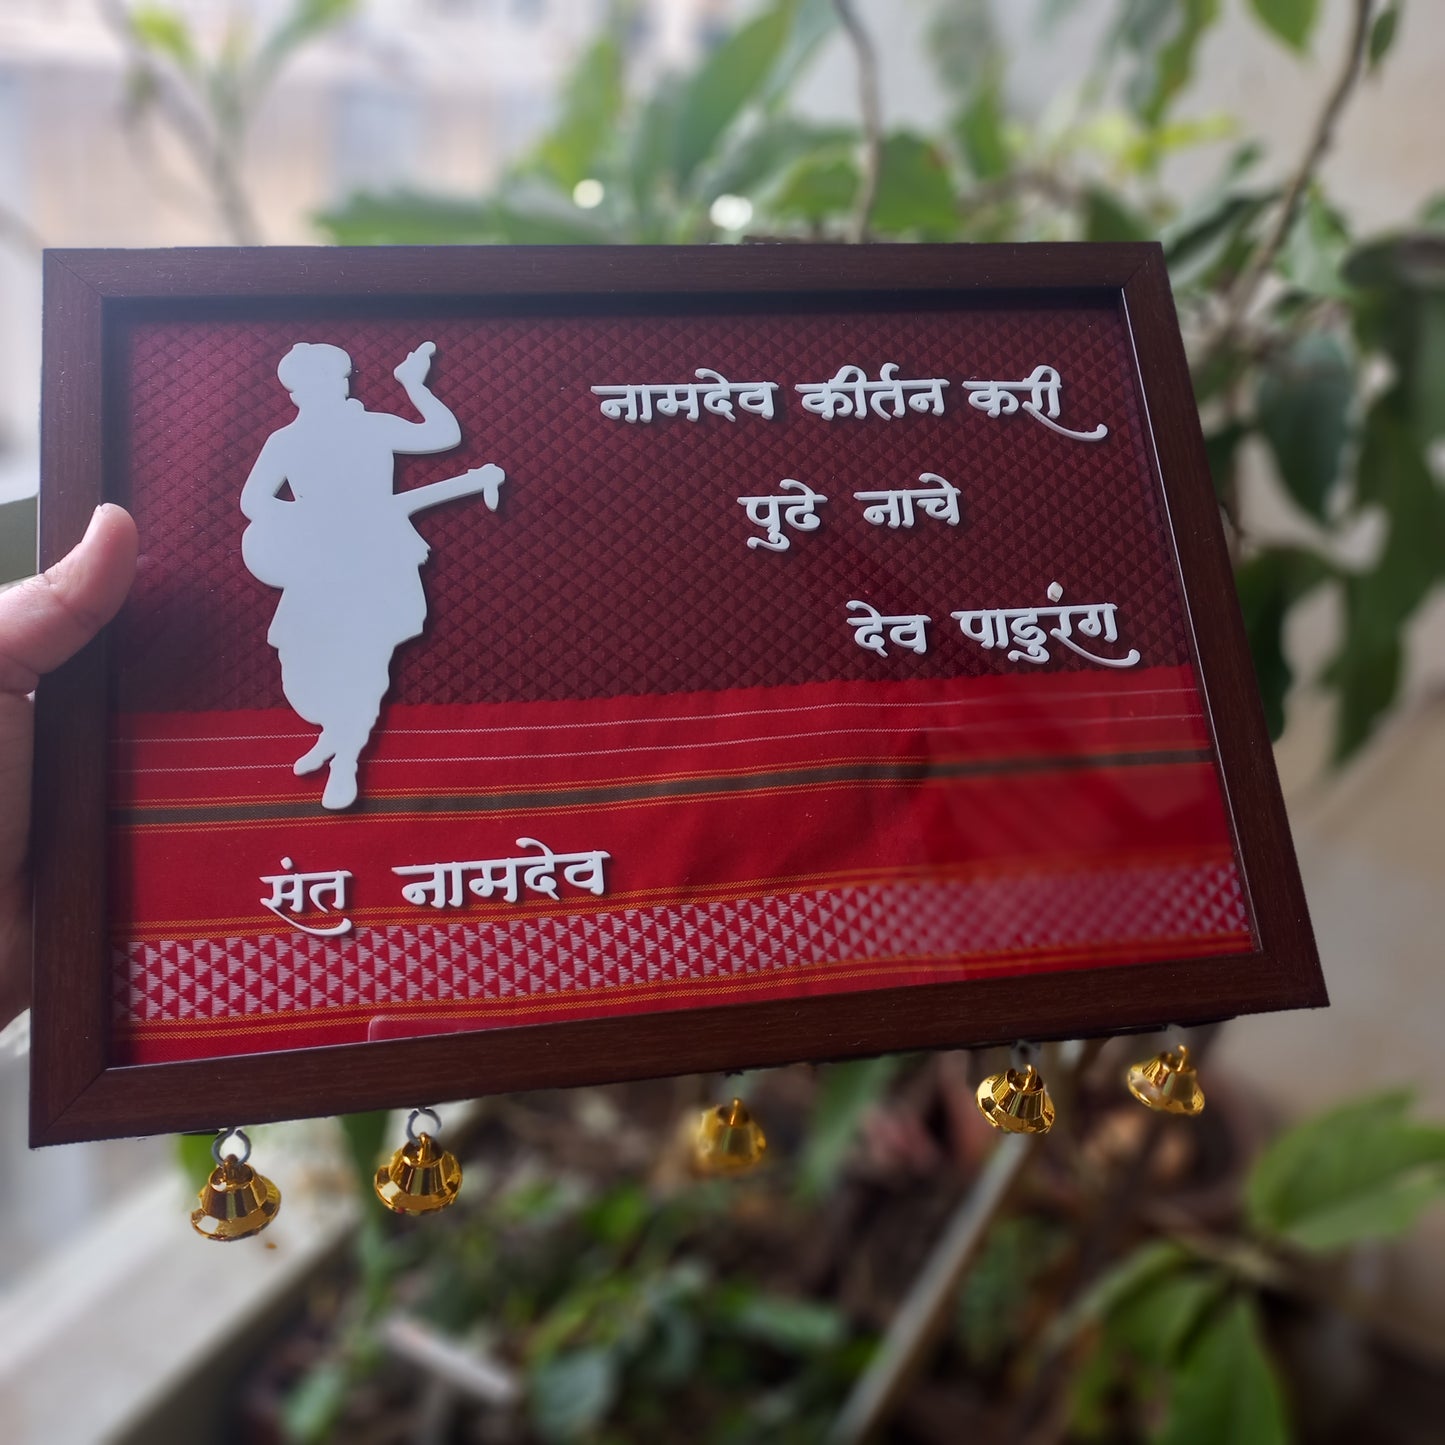 नामदेव कीर्तन करी
पुढे नाचे
देव पाडुरंग
संत नामदेव